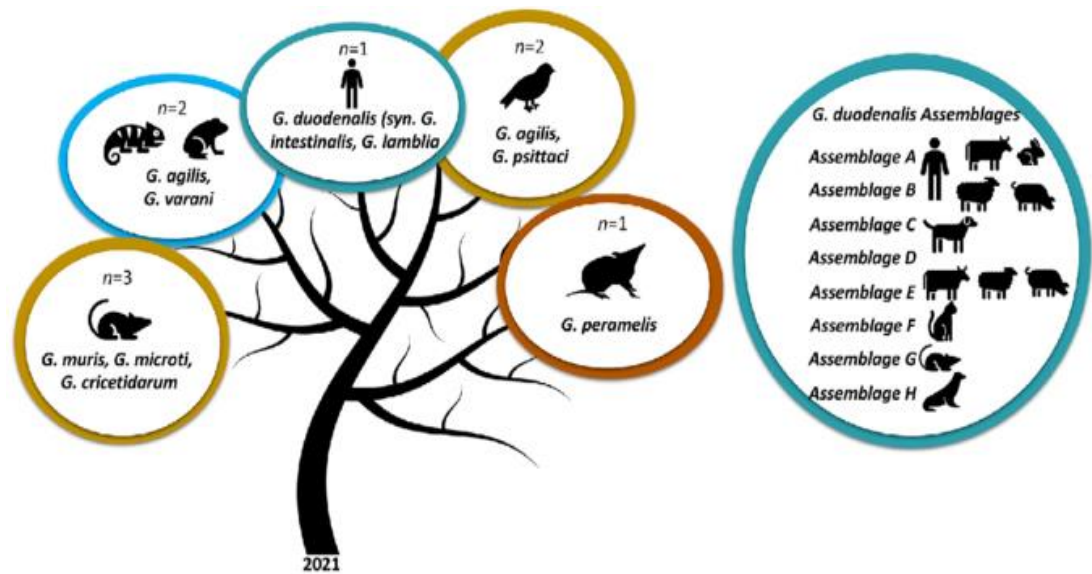 n=1
G. duodenalis (syn. G.
intestinalis, G. lamblia
n=2
G. agilis,
G. psittaci
n=2
G. agilis,
G. varani
n=1
G. peramelis
n=3
G. muris, G. microti,
G. cricetidarum
2021
G. duodenalis Assemblages
Assemblage A
Assemblage B
Assemblage C
Assemblage D
Assemblage E
Assemblage F
Assemblage G
Assemblage H